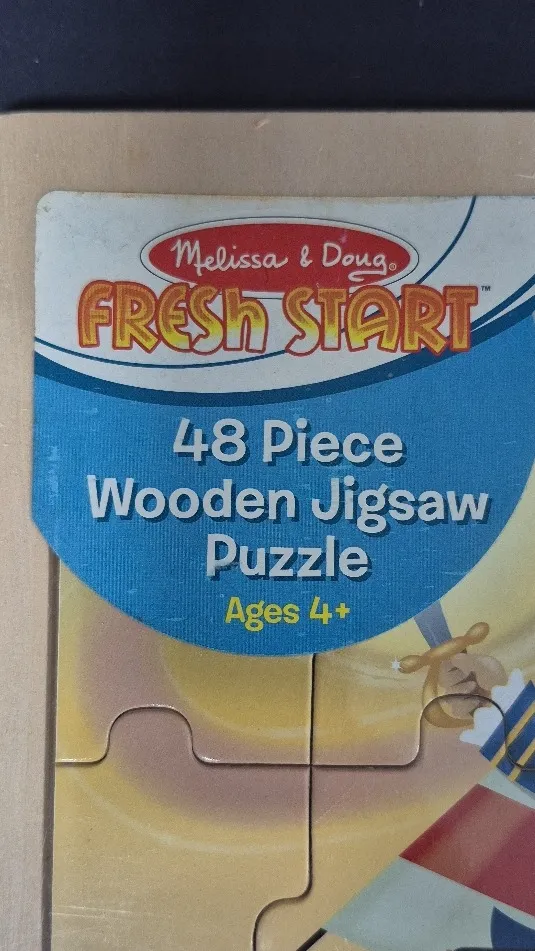 Melissa & Doug®
FRESH START™
48 Piece
Wooden Jigsaw
Puzzle
Ages 4+